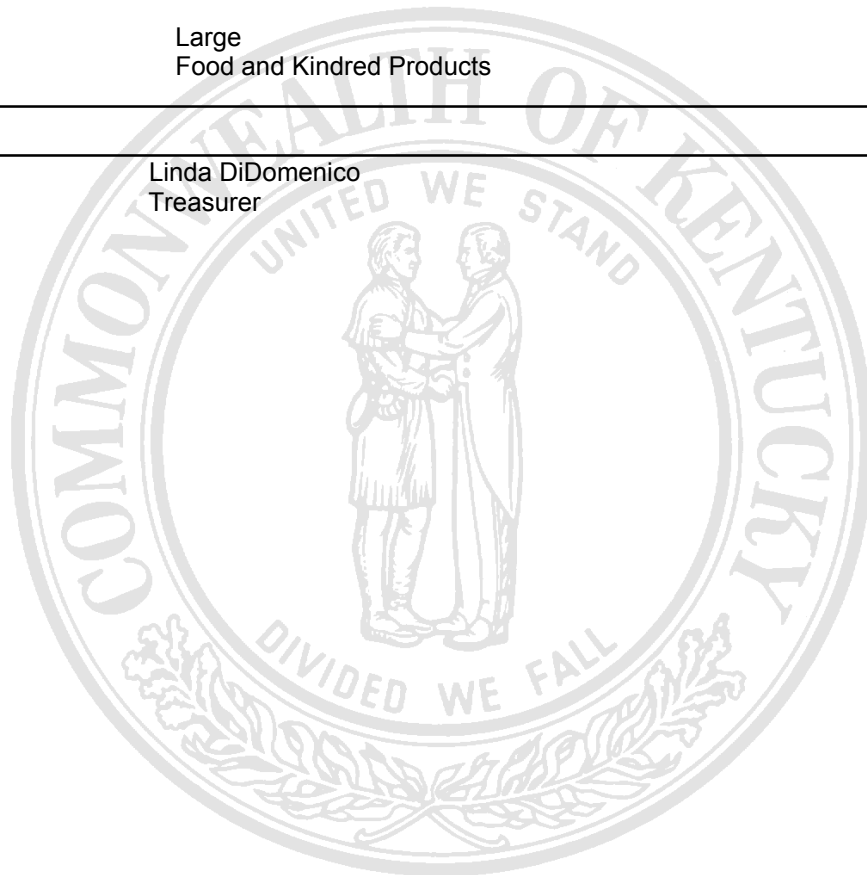 Large
Food and Kindred Products
Linda DiDomenico
Treasurer
COMMONWEALTH OF KENTUCKY
UNITED WE STAND
DIVIDED WE FALL